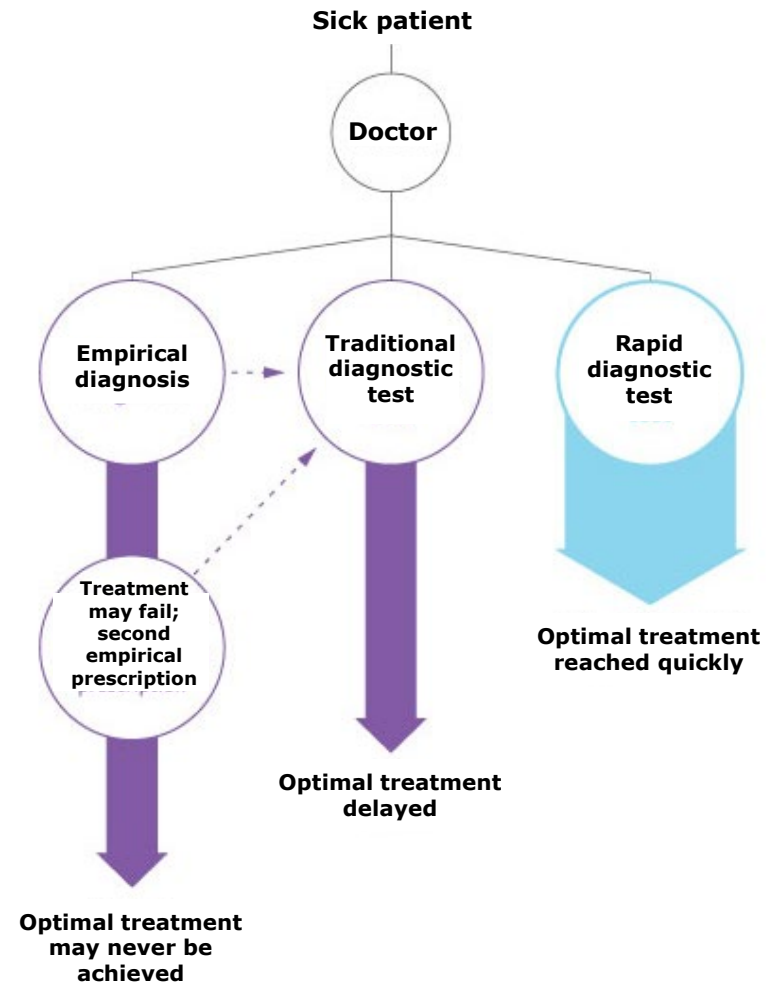 Sick patient
Doctor
Empirical
diagnosis
Traditional
diagnostic
test
Rapid
diagnostic
test
Treatment
may fail;
second
empirical
prescription
Optimal treatment
reached quickly
Optimal treatment
delayed
Optimal treatment
may never be
achieved